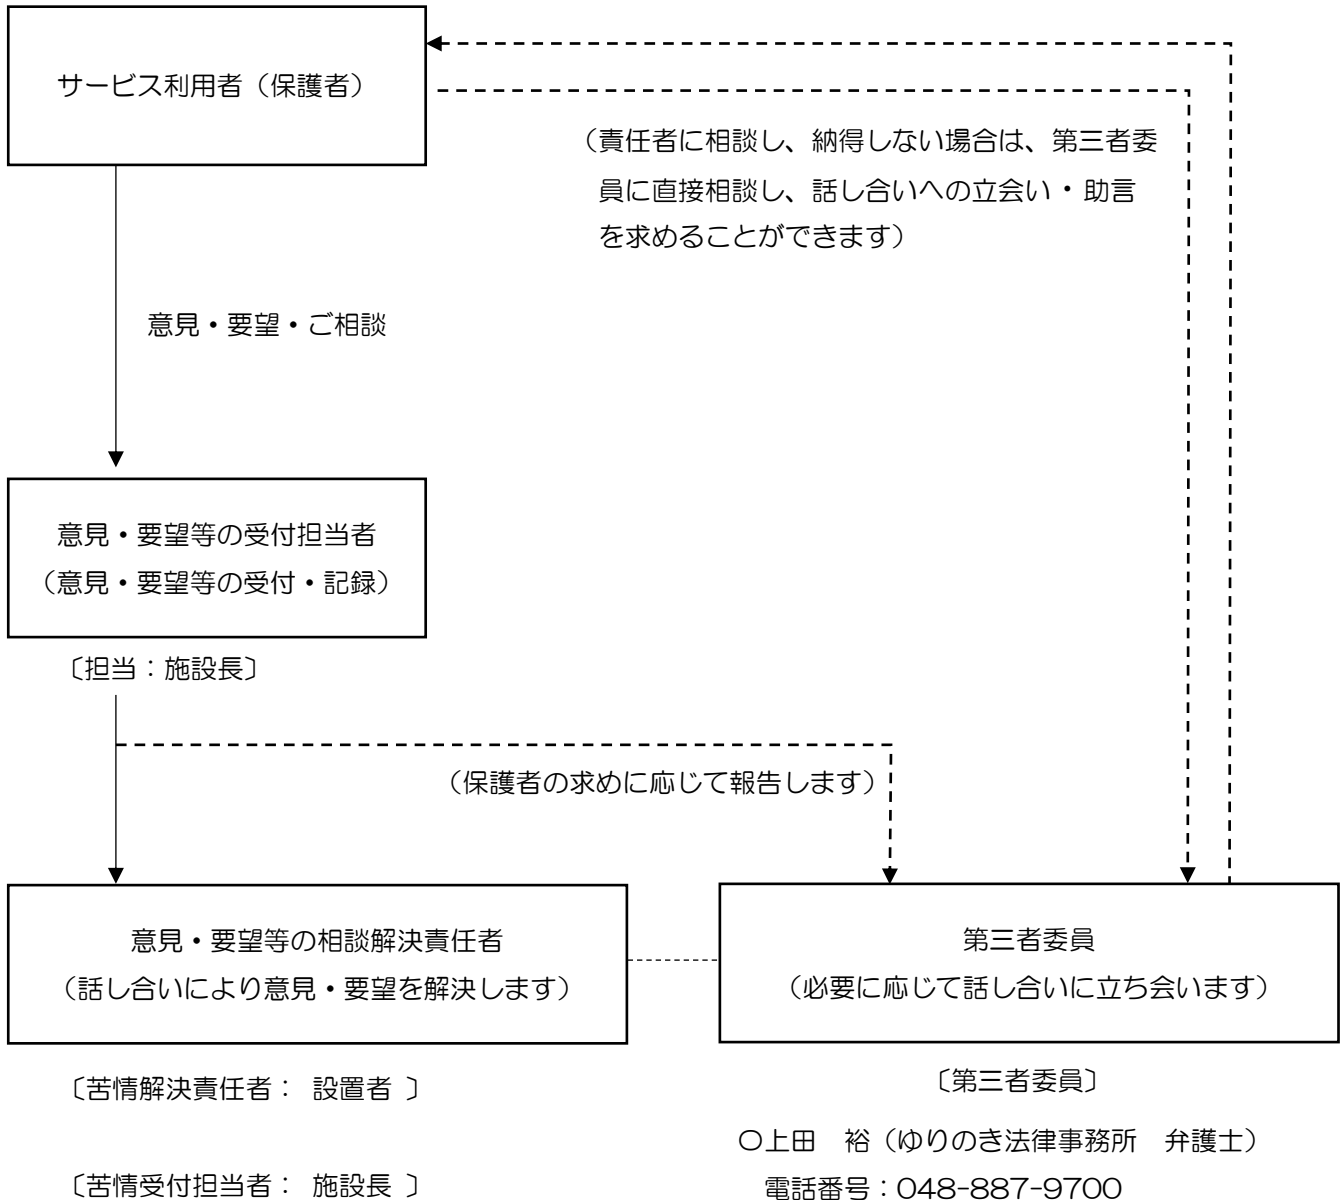 サービス利用者（保護者）
（責任者に相談し、納得しない場合は、第三者委
員に直接相談し、話し合いへの立会い・助言
を求めることができます）
意見・要望・ご相談
意見・要望等の受付担当者
（意見・要望等の受付・記録）
〔担当：施設長〕
（保護者の求めに応じて報告します）
意見・要望等の相談解決責任者
（話し合いにより意見・要望を解決します）
第三者委員
（必要に応じて話し合いに立ち会います）
〔苦情解決責任者： 設置者 〕
〔苦情受付担当者： 施設長 〕
〔第三者委員〕
〇上田　裕（ゆりのき法律事務所　弁護士）
電話番号：048-887-9700